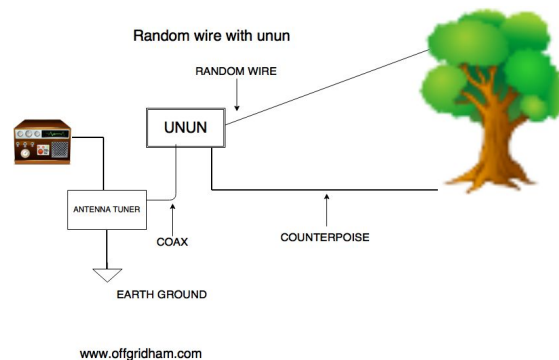 Random wire with unun
RANDOM WIRE
UNUN
ANTENNA TUNER
COAX
COUNTERPOISE
EARTH GROUND
www.offgridham.com